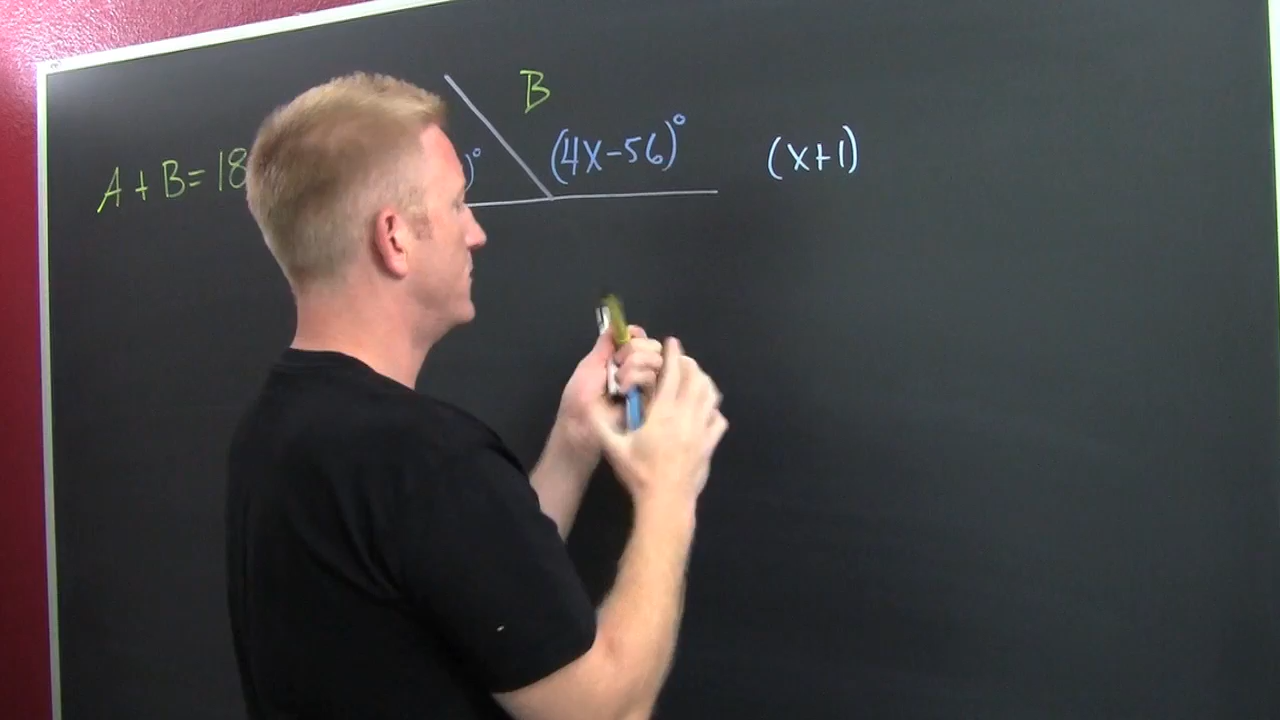 B
A + B = 18
)° (4x-56)° (x+1)